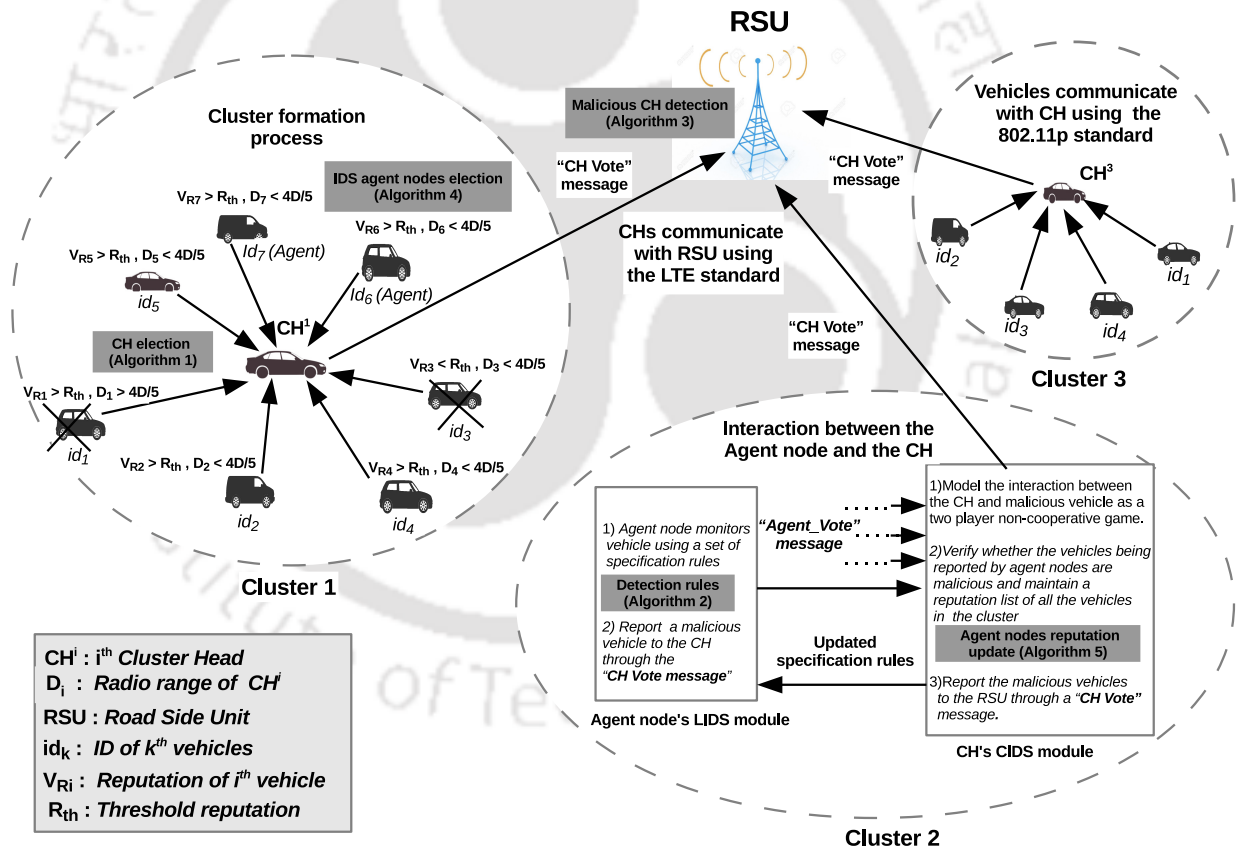 RSU
Malicious CH detection
(Algorithm 3)
Cluster formation
process
IDS agent nodes election
(Algorithm 4)
V_R7 > R_th , D_7 < 4D/5
Id_7 (Agent)
V_R6 > R_th , D_6 < 4D/5
Id_6 (Agent)
V_R5 > R_th , D_5 < 4D/5
id_5
CH^1
CH election
(Algorithm 1)
V_R3 < R_th , D_3 < 4D/5
id_3
V_R1 > R_th , D_1 > 4D/5
id_1
V_R2 > R_th , D_2 < 4D/5
id_2
V_R4 > R_th , D_4 < 4D/5
id_4
Cluster 1
“CH Vote”
message
CHs communicate
with RSU using
the LTE standard
“CH Vote”
message
“CH Vote”
message
Vehicles communicate
with CH using the
802.11p standard
CH^3
id_2
id_1
id_3
id_4
Cluster 3
Interaction between the
Agent node and the CH
1) Agent node monitors
vehicle using a set of
specification rules
Detection rules
(Algorithm 2)
2) Report a malicious
vehicle to the CH
through the
“CH Vote message”
Agent node's LIDS module
“Agent_Vote”
message
Updated
specification rules
1)Model the interaction between
the CH and malicious vehicle as a
two player non-cooperative game.
2)Verify whether the vehicles being
reported by agent nodes are
malicious and maintain a
reputation list of all the vehicles
in the cluster
Agent nodes reputation
update (Algorithm 5)
3)Report the malicious vehicles
to the RSU through a “CH Vote”
message.
CH's CIDS module
Cluster 2
CH^i : i^th Cluster Head
D_i : Radio range of CH^i
RSU : Road Side Unit
id_k : ID of k^th vehicles
V_Ri : Reputation of i^th vehicle
R_th : Threshold reputation
of Te